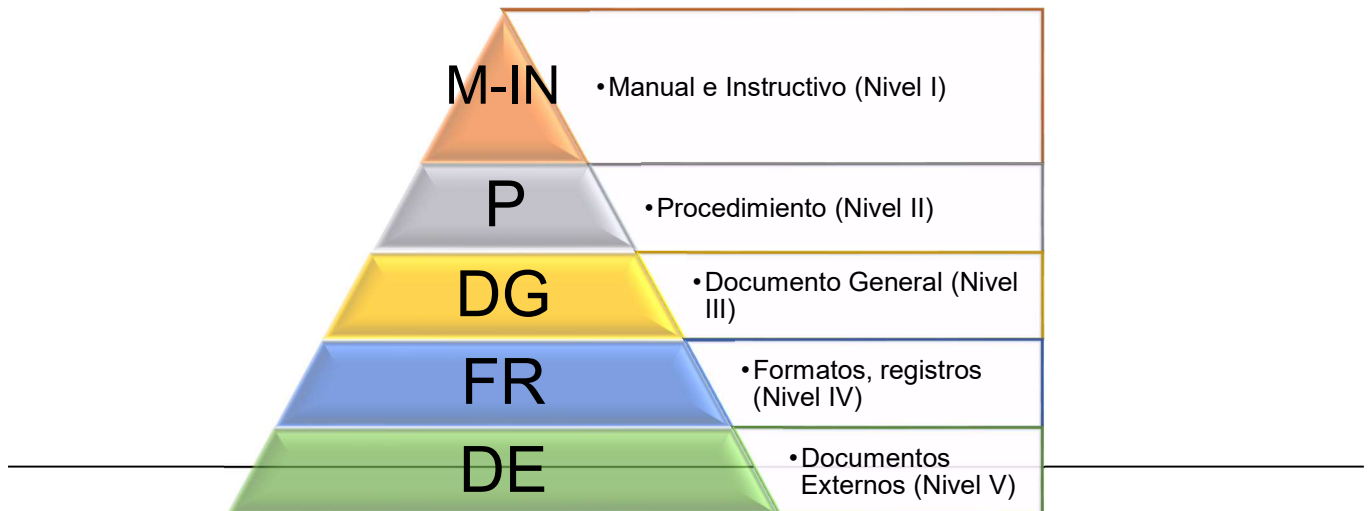 M-IN
•Manual e Instructivo (Nivel I)
P
•Procedimiento (Nivel II)
DG
•Documento General (Nivel
III)
FR
•Formatos, registros
(Nivel IV)
DE
•Documentos
Externos (Nivel V)